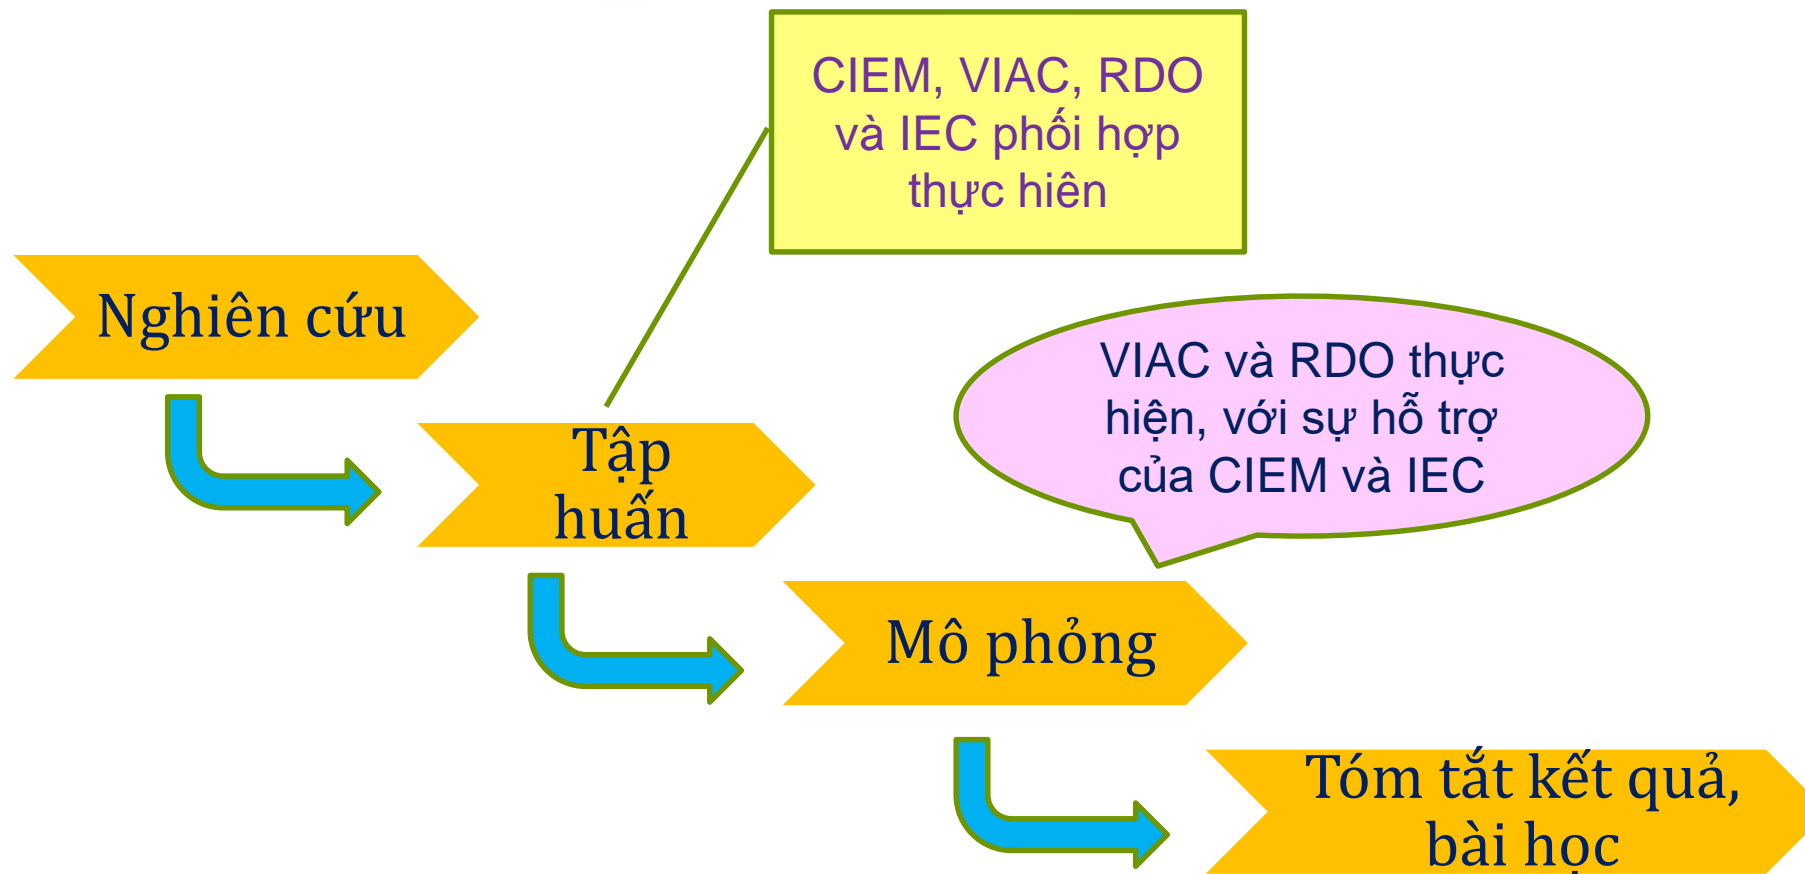 CIEM, VIAC, RDO
và IEC phối hợp
thực hiên
Nghiên cứu
VIAC và RDO thực
hiện, với sự hỗ trợ
của CIEM và IEC
Tập
huấn
Mô phỏng
Tóm tắt kết quả,
bài học